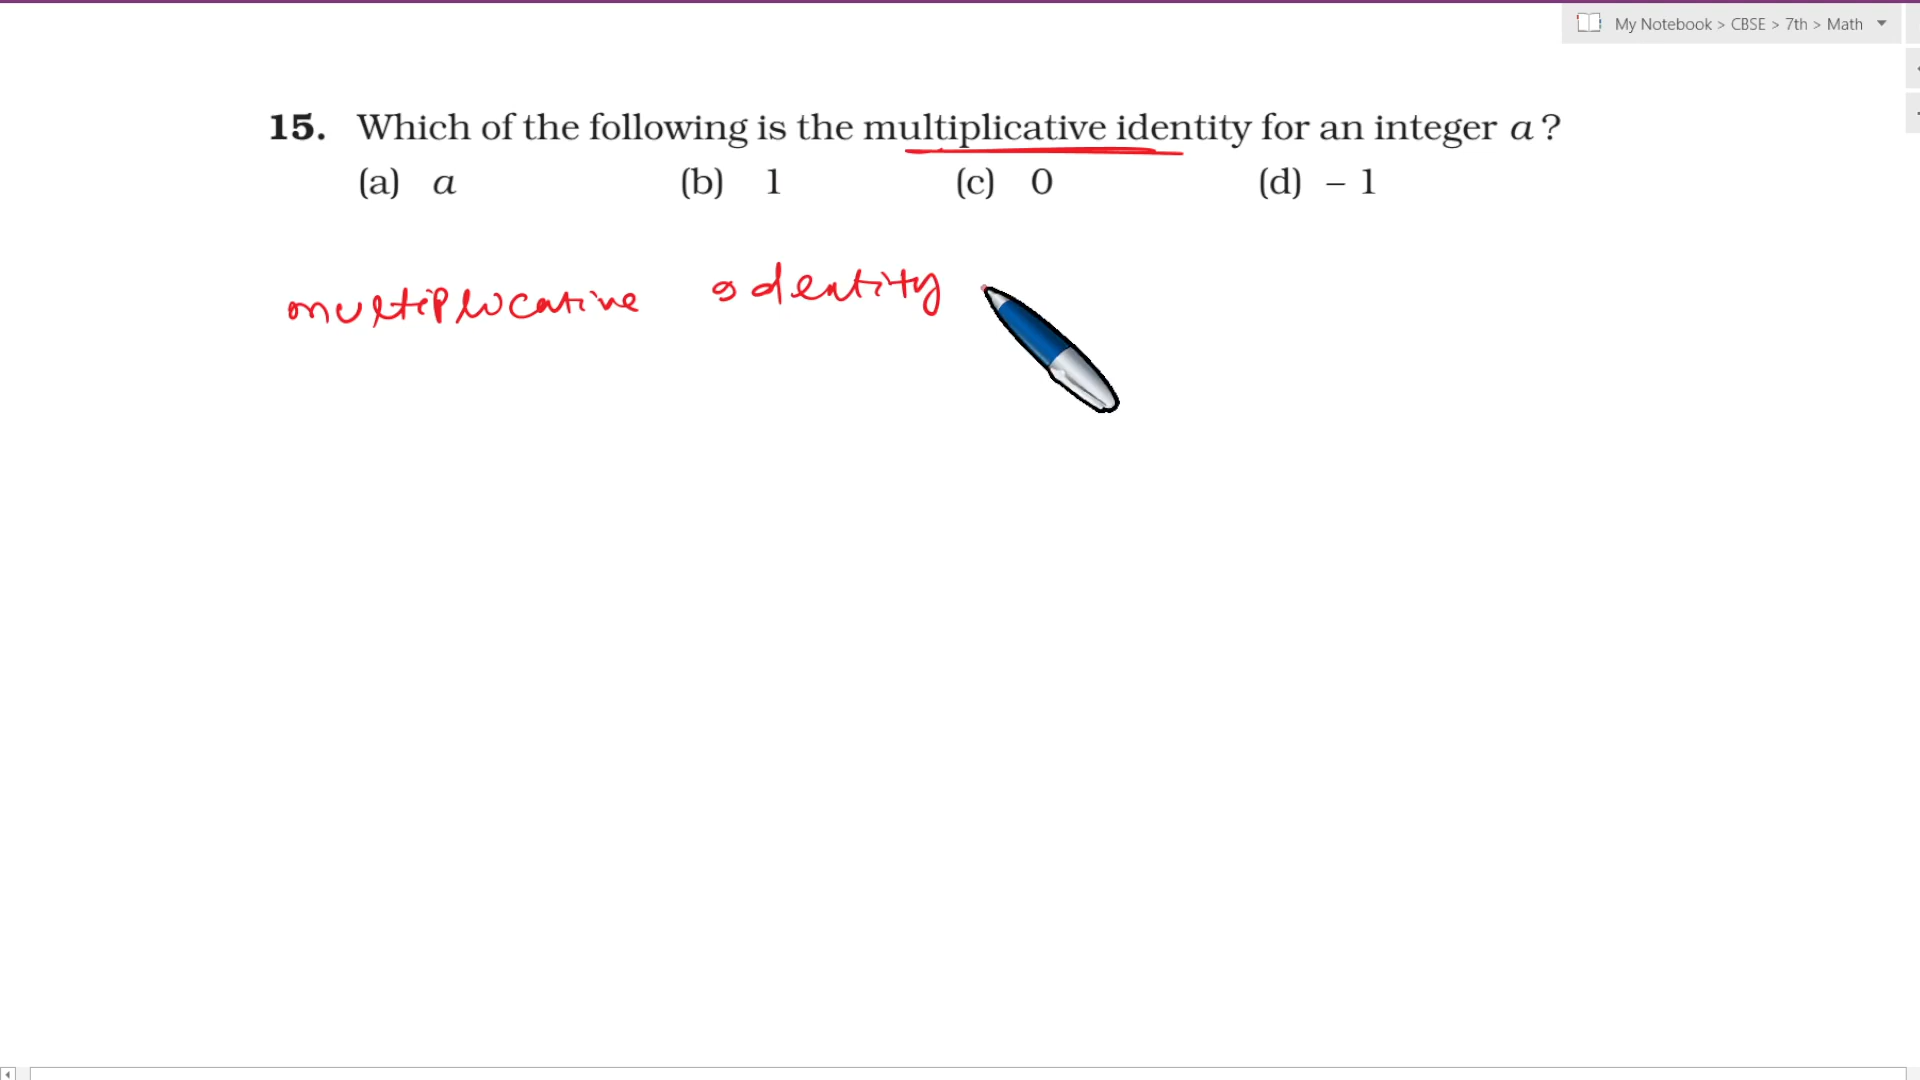 My Notebook > CBSE > 7th > Math
15. Which of the following is the multiplicative identity for an integer a ?
(a) a (b) 1 (c) 0 (d) – 1
multiplicative identity